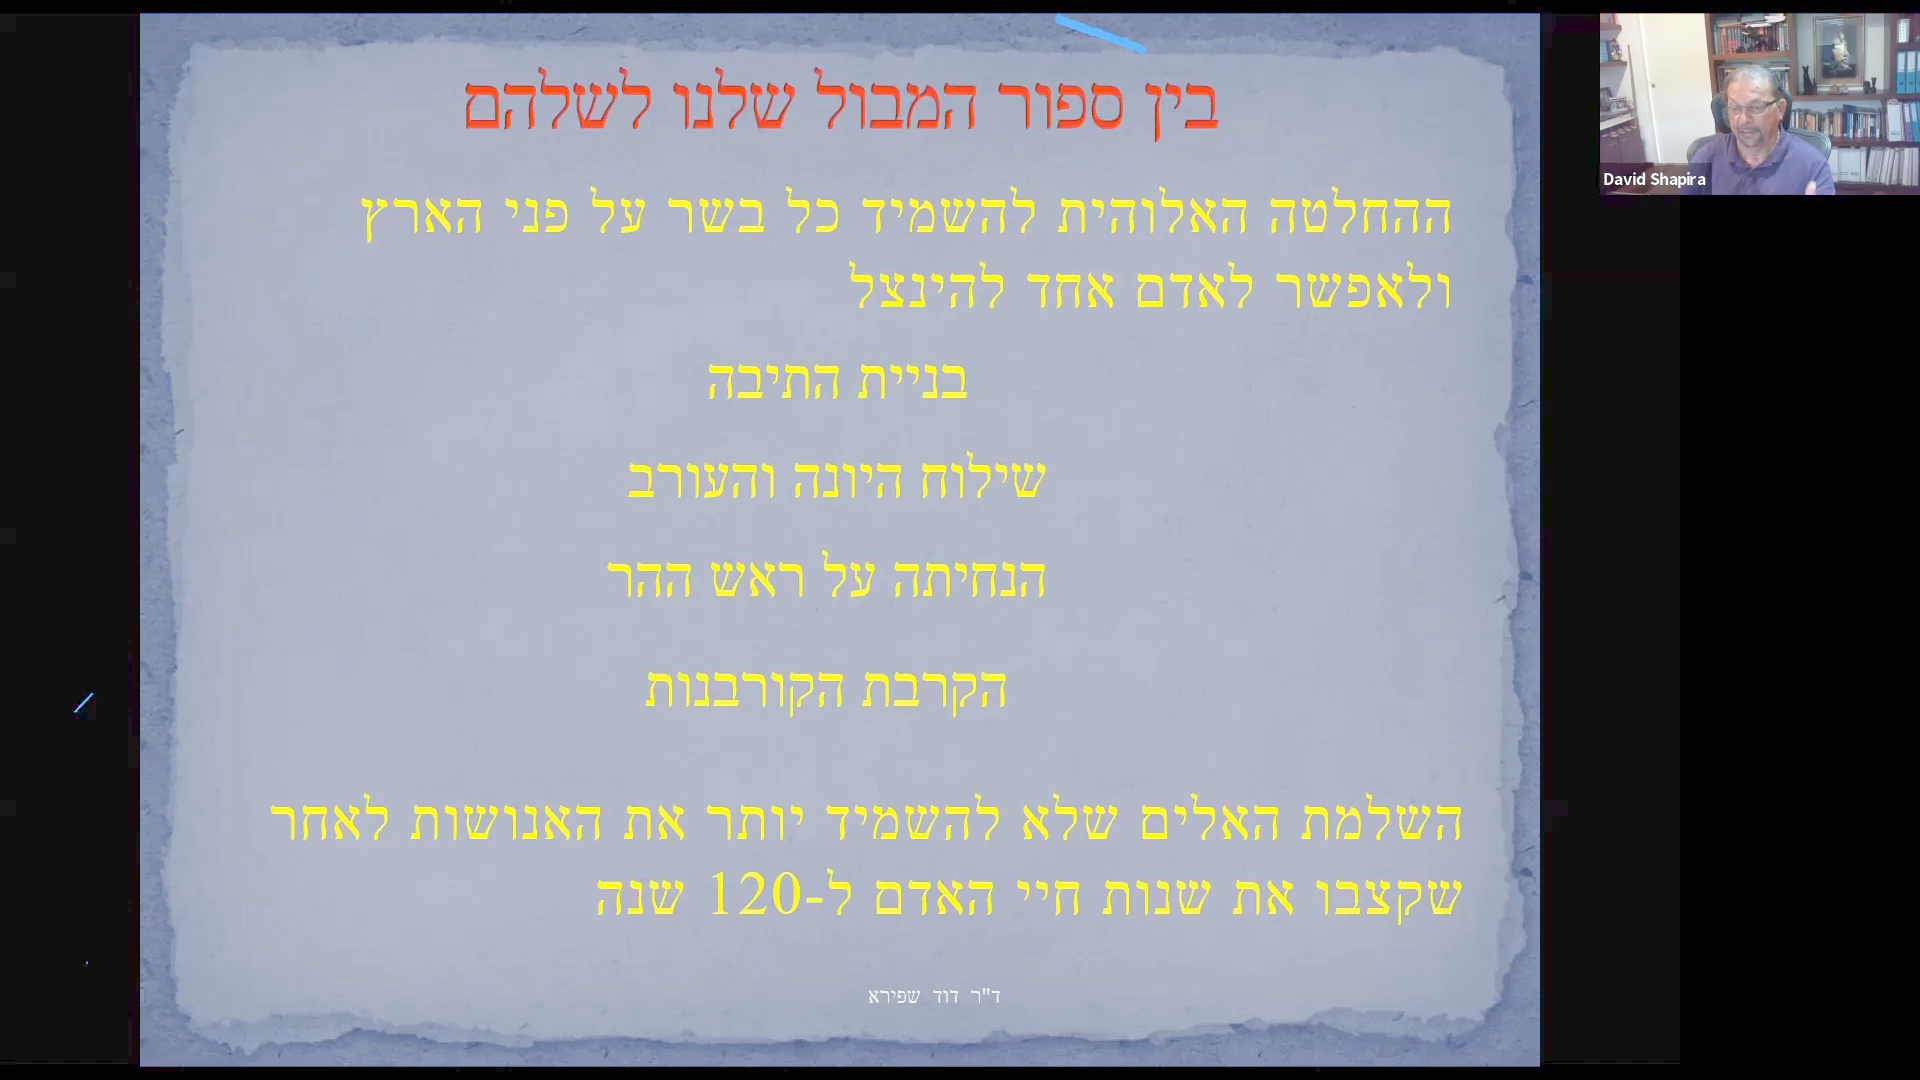 בין ספור המבול שלנו לשלהם
ההחלטה האלוהית להשמיד כל בשר על פני הארץ
ולאפשר לאדם אחד להינצל
בניית התיבה
שילוח היונה והעורב
הנחיתה על ראש ההר
הקרבת הקורבנות
השלמת האלים שלא להשמיד יותר את האנושות לאחר
שקצבו את שנות חיי האדם ל-120 שנה
ד"ר דוד שפירא
David Shapira